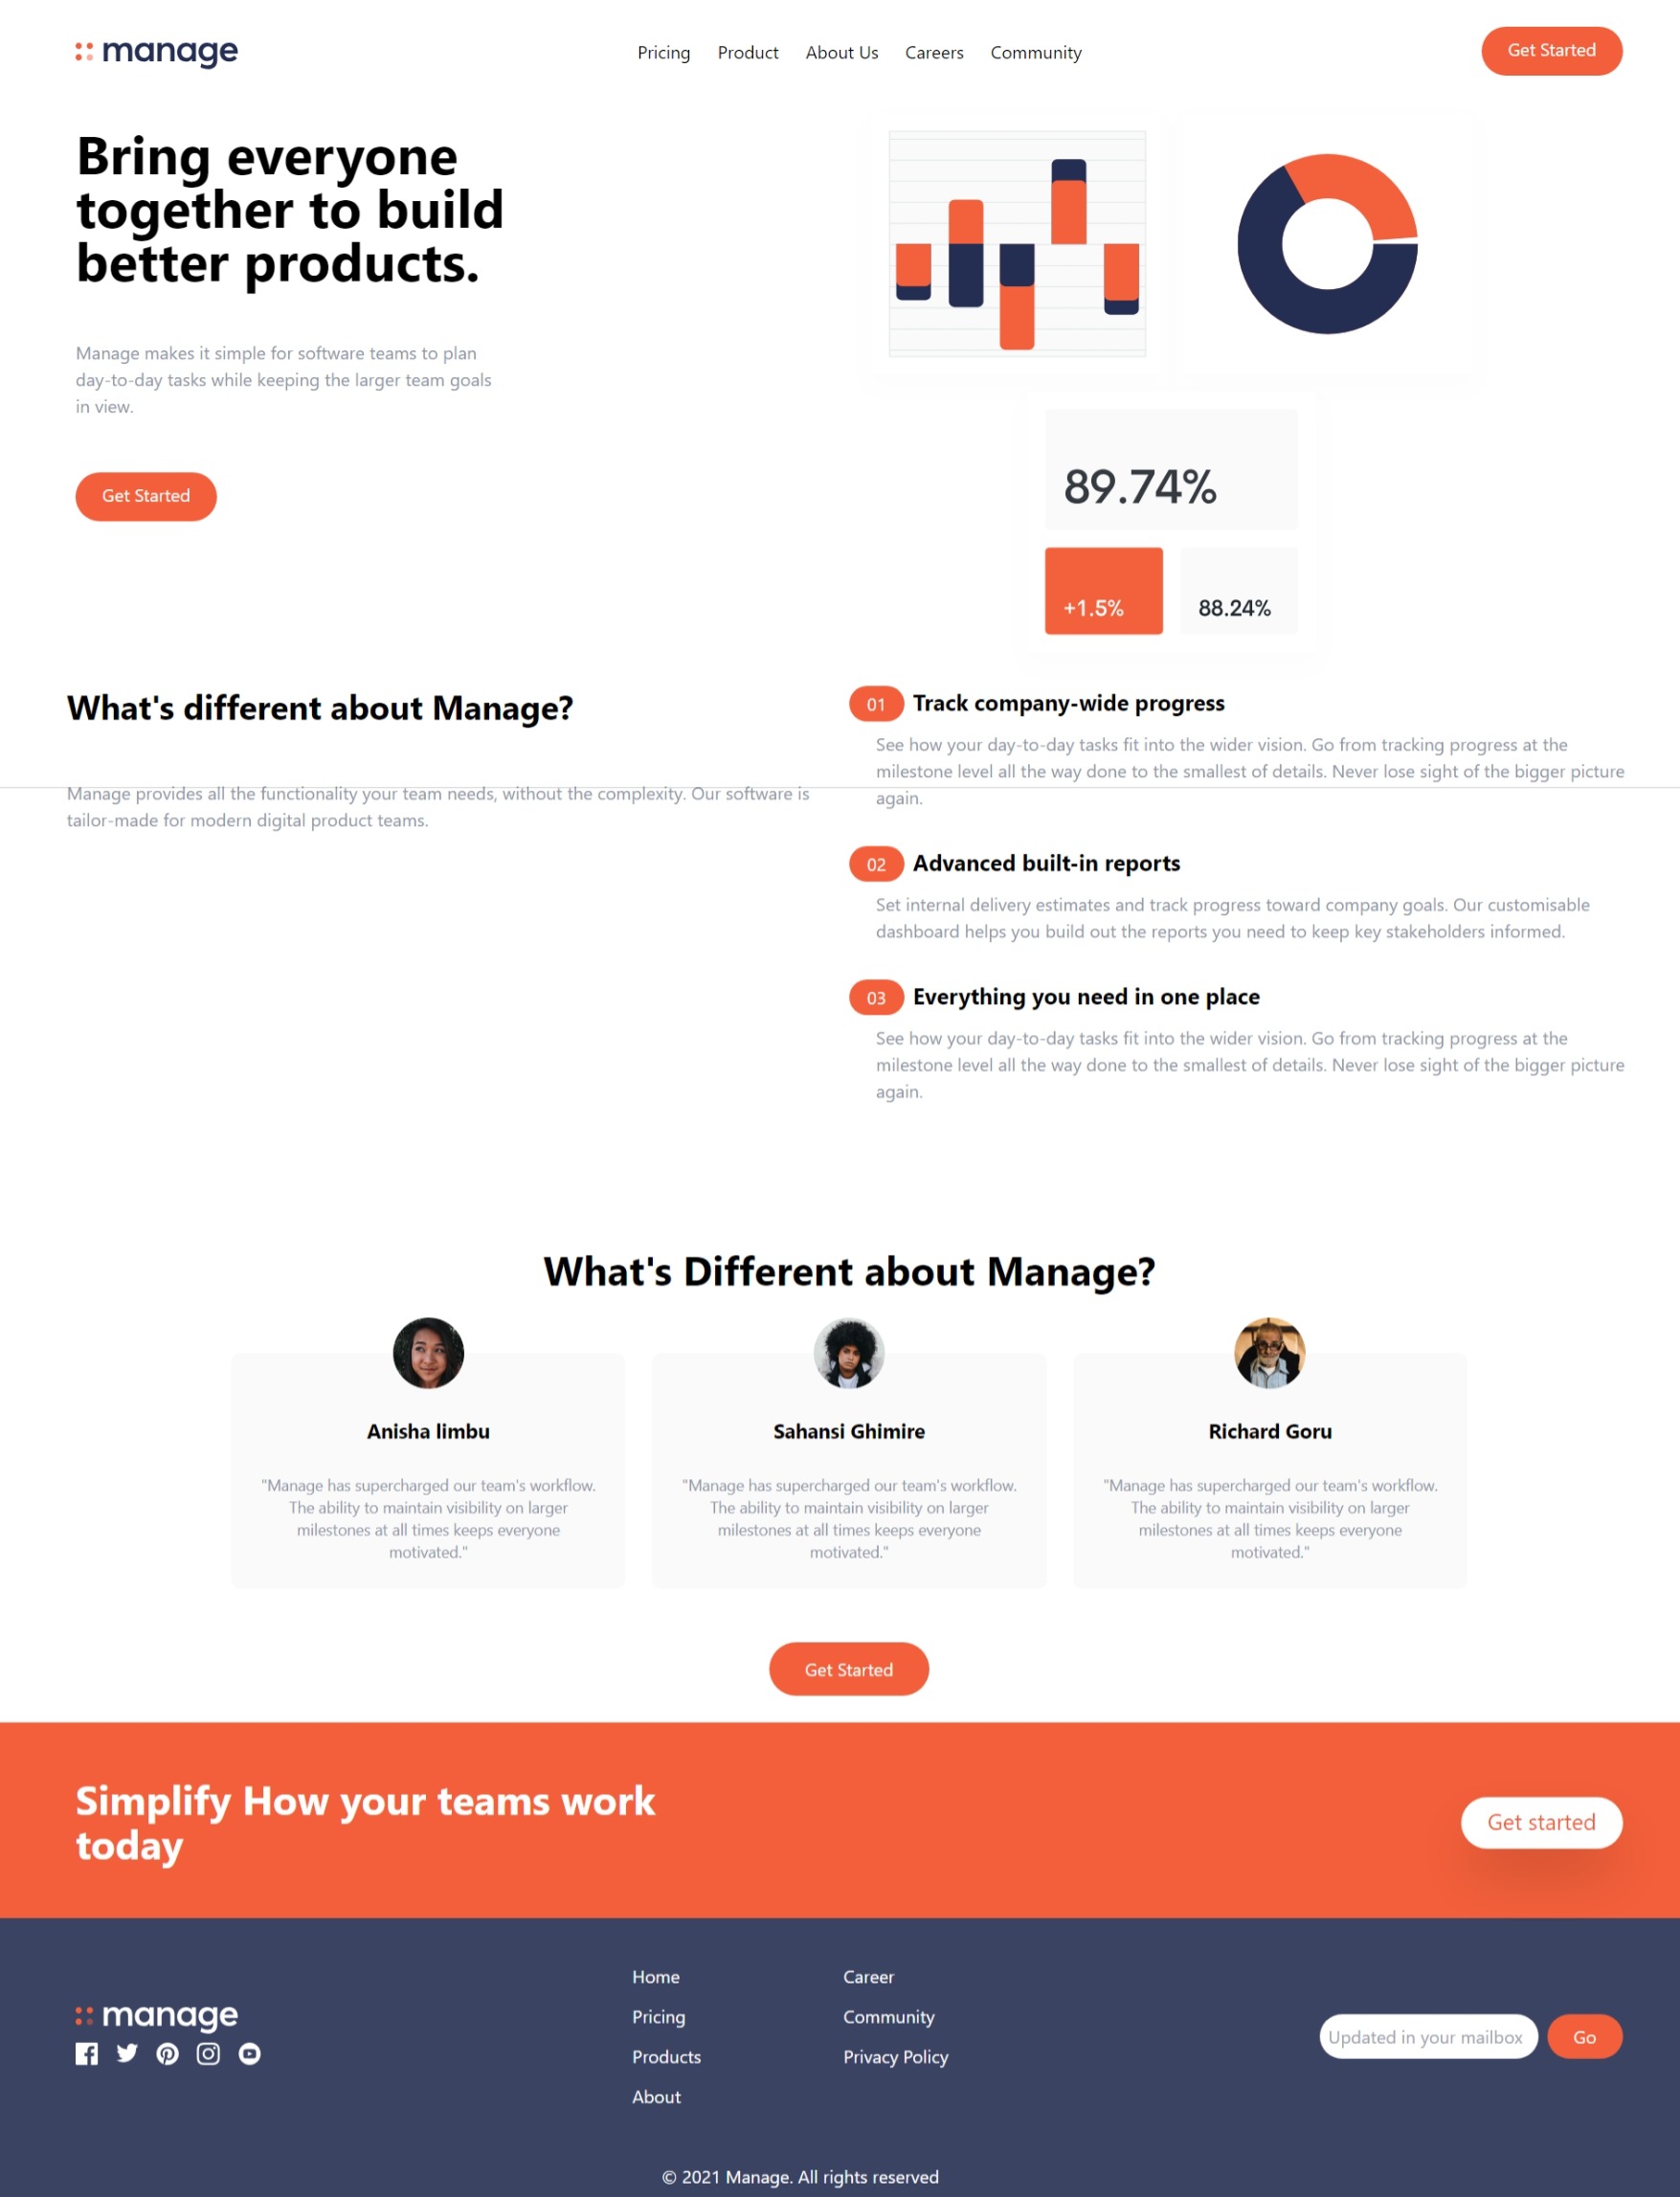 manage
Pricing Product About Us Careers Community
Get Started
Bring everyone
together to build
better products.
Manage makes it simple for software teams to plan
day-to-day tasks while keeping the larger team goals
in view.
Get Started
89.74%
+1.5%
88.24%
What's different about Manage?
Manage provides all the functionality your team needs, without the complexity. Our software is
tailor-made for modern digital product teams.
01 Track company-wide progress
See how your day-to-day tasks fit into the wider vision. Go from tracking progress at the
milestone level all the way done to the smallest of details. Never lose sight of the bigger picture
again.
02 Advanced built-in reports
Set internal delivery estimates and track progress toward company goals. Our customisable
dashboard helps you build out the reports you need to keep key stakeholders informed.
03 Everything you need in one place
See how your day-to-day tasks fit into the wider vision. Go from tracking progress at the
milestone level all the way done to the smallest of details. Never lose sight of the bigger picture
again.
What's Different about Manage?
Anisha limbu
"Manage has supercharged our team's workflow.
The ability to maintain visibility on larger
milestones at all times keeps everyone
motivated."
Sahansi Ghimire
"Manage has supercharged our team's workflow.
The ability to maintain visibility on larger
milestones at all times keeps everyone
motivated."
Richard Goru
"Manage has supercharged our team's workflow.
The ability to maintain visibility on larger
milestones at all times keeps everyone
motivated."
Get Started
Simplify How your teams work
today
Get started
manage
Home
Pricing
Products
About
Career
Community
Privacy Policy
Updated in your mailbox
Go
© 2021 Manage. All rights reserved